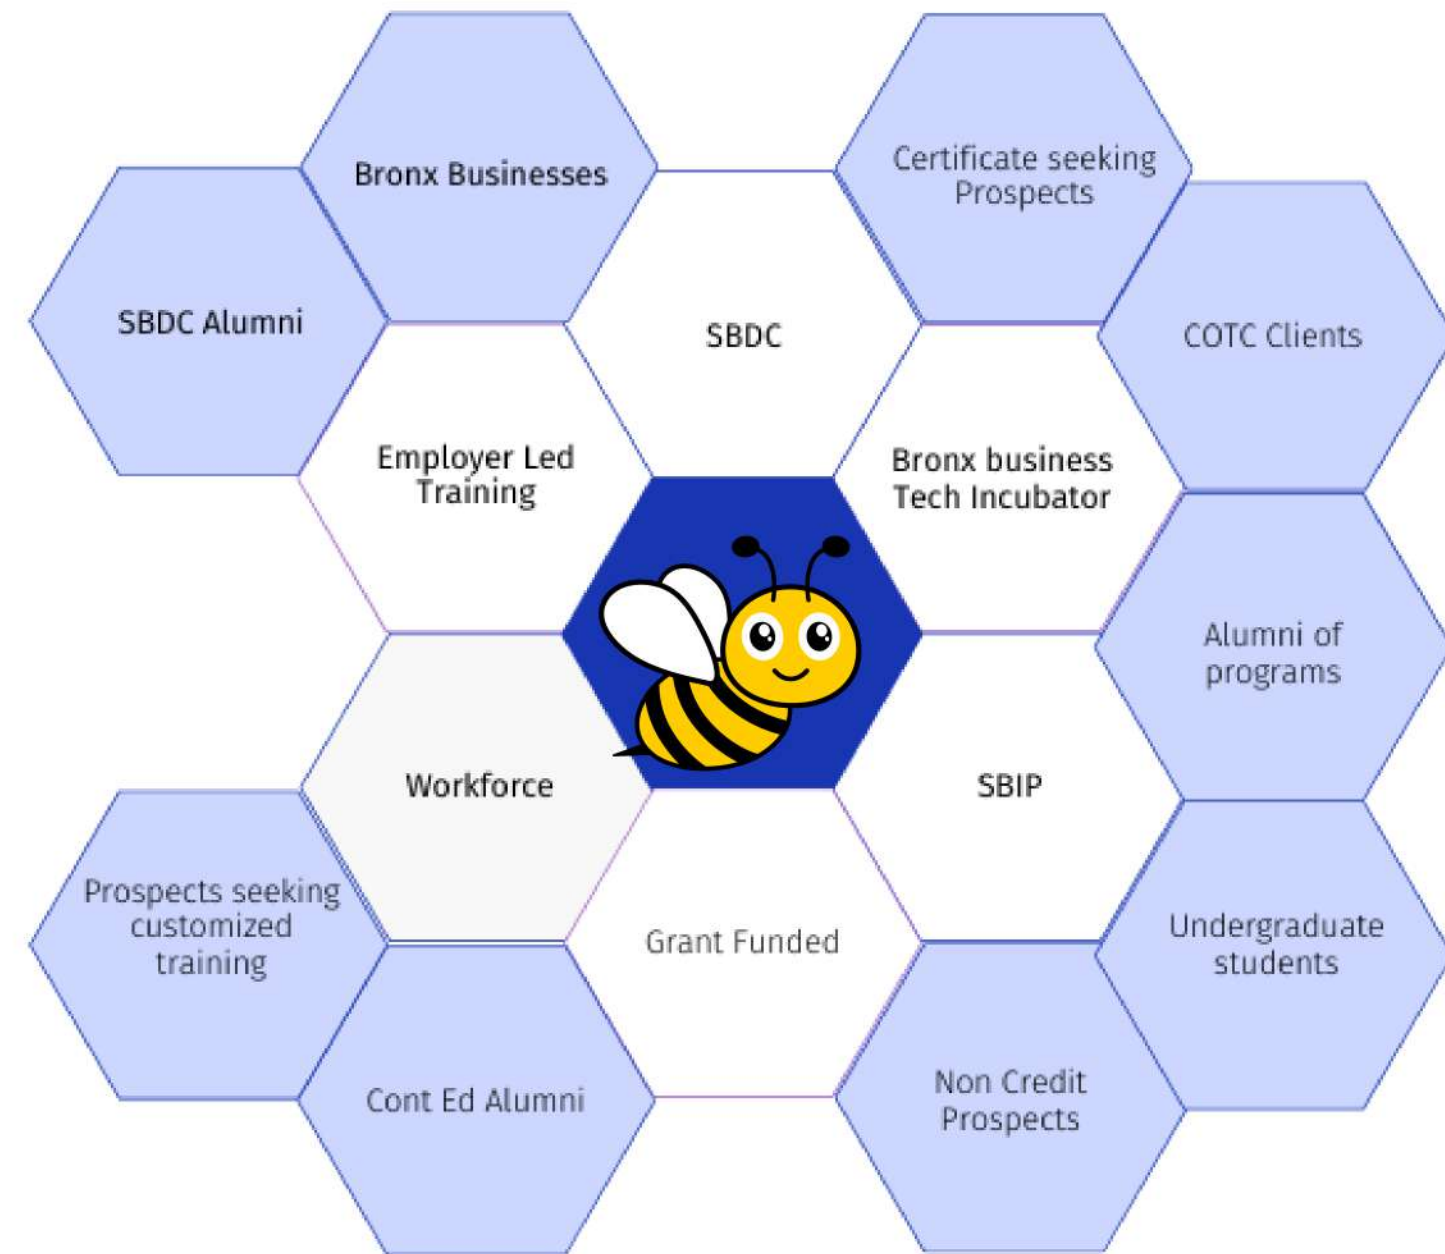 Bronx Businesses
Certificate seeking
Prospects
SBDC Alumni
SBDC
COTC Clients
Employer Led
Training
Bronx business
Tech Incubator
Alumni of
programs
Workforce
SBIP
Prospects seeking
customized
training
Grant Funded
Undergraduate
students
Cont Ed Alumni
Non Credit
Prospects